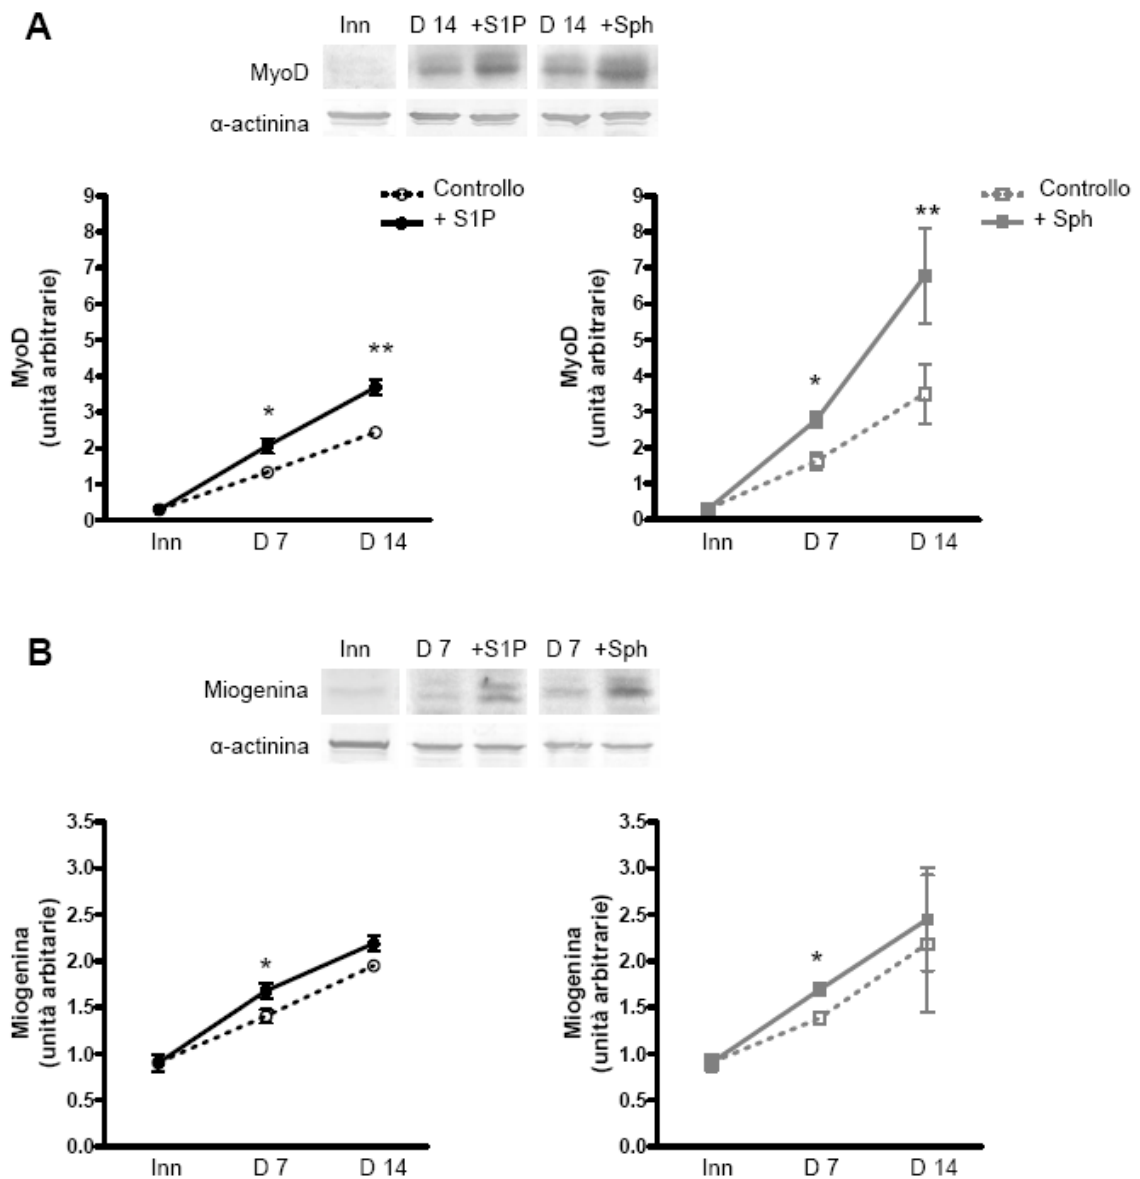 A
Inn D 14 +S1P D 14 +Sph
MyoD
α-actinina
Controllo
+ S1P
MyoD
(unità arbitrarie)
9
8
7
6
5
4
3
2
1
0
*
**
Inn D 7 D 14
Controllo
+ Sph
MyoD
(unità arbitrarie)
9
8
7
6
5
4
3
2
1
0
*
**
Inn D 7 D 14
B
Inn D 7 +S1P D 7 +Sph
Miogenina
α-actinina
Miogenina
(unità arbitarie)
3.5
3.0
2.5
2.0
1.5
1.0
0.5
0.0
*
Inn D 7 D 14
Miogenina
(unità arbitrarie)
3.5
3.0
2.5
2.0
1.5
1.0
0.5
0.0
*
Inn D 7 D 14